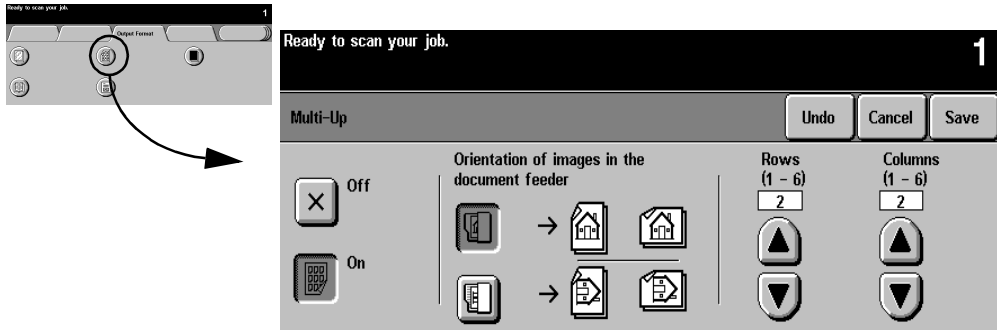 Ready to scan your job.
1
Output Format
Ready to scan your job.
1
Multi-Up
Undo
Cancel
Save
Off
On
Orientation of images in the
document feeder
Rows
(1 - 6)
2
Columns
(1 - 6)
2